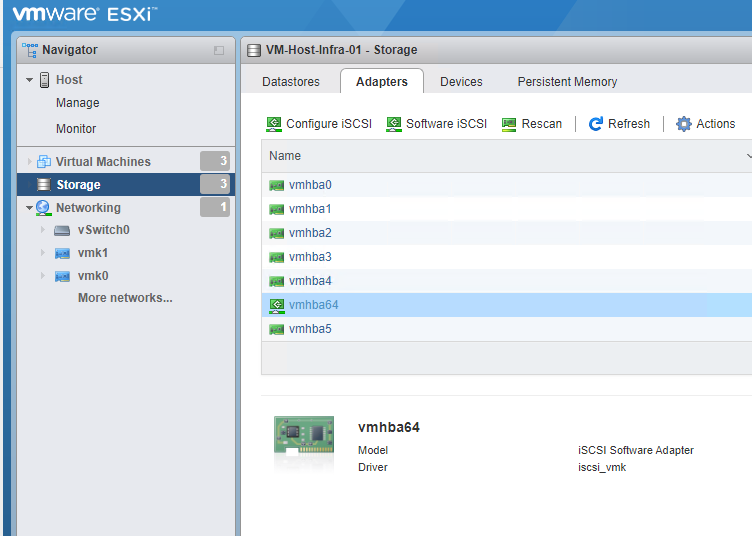 vmware ESXi™
Navigator
VM-Host-Infra-01 - Storage
Host
Manage
Monitor
Virtual Machines 3
Storage 3
Networking 1
vSwitch0
vmk1
vmk0
More networks...
Datastores Adapters Devices Persistent Memory
Configure iSCSI Software iSCSI Rescan Refresh Actions
Name
vmhba0
vmhba1
vmhba2
vmhba3
vmhba4
vmhba64
vmhba5
vmhba64
Model iSCSI Software Adapter
Driver iscsi_vmk